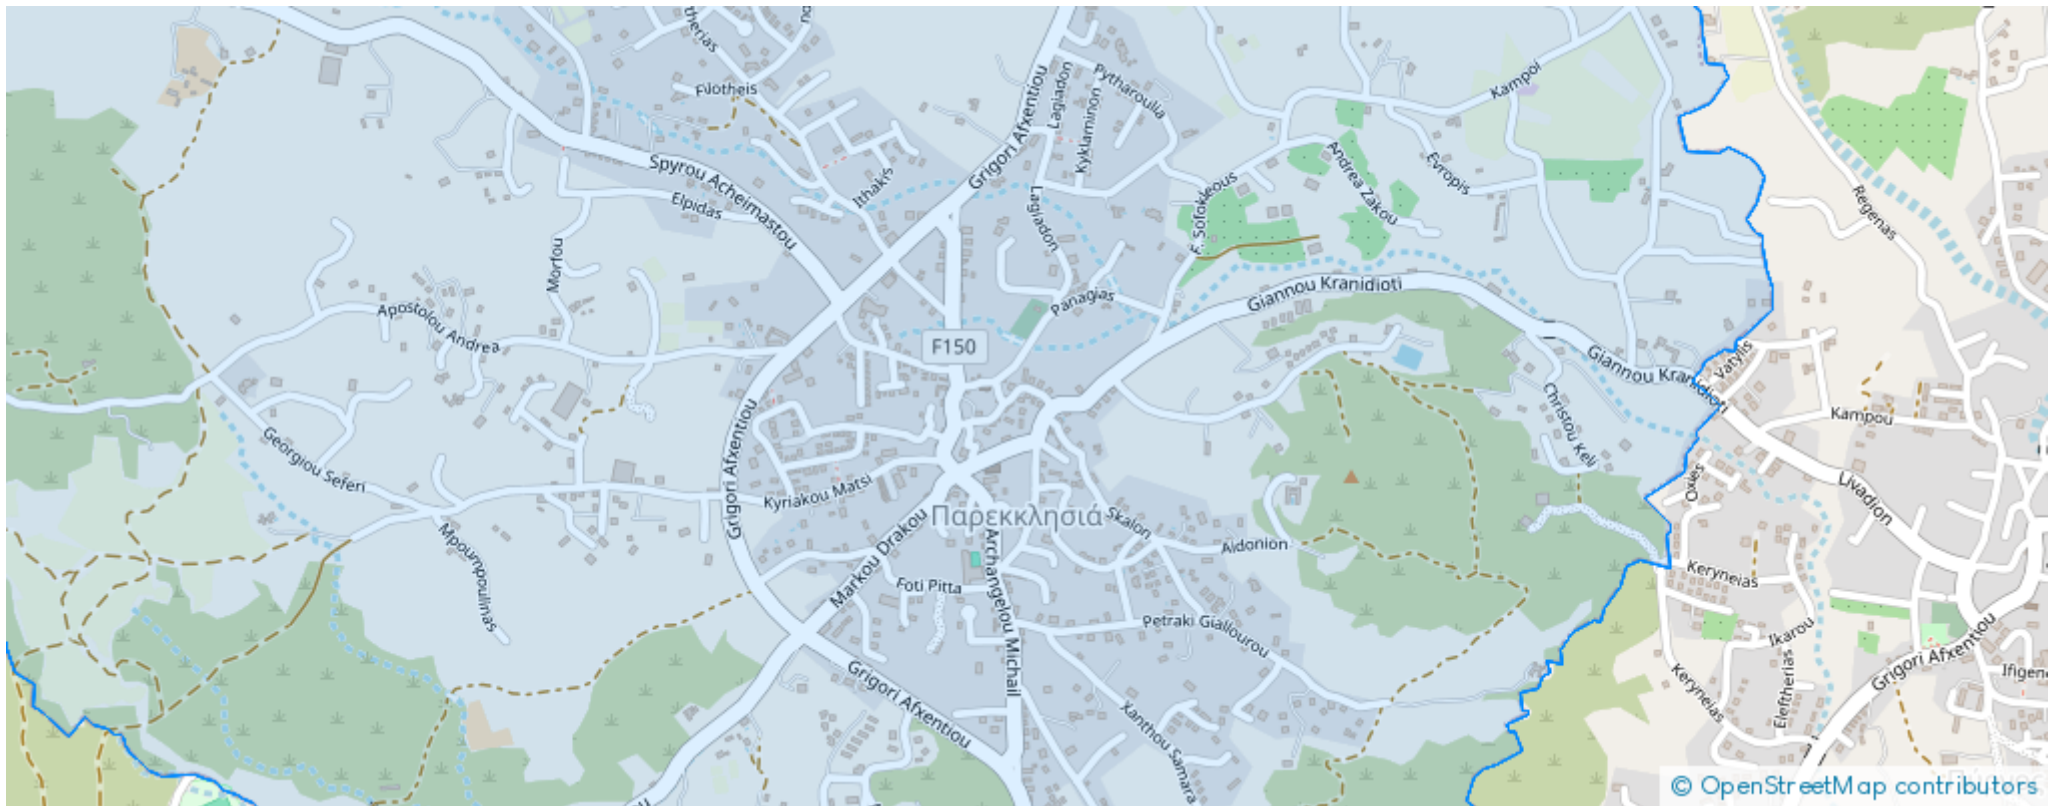 Filotheis
Grigori Afxentiou
Lagiadon
Kyklaminon
Pytharoulia
Kampoi
Spyrou Acheimastou
Elpidas
Ithakis
Lagiadon
F. Sofokleous
Andrea Zakou
Evropis
Regenas
Morfou
Apostolou Andrea
Panagias
Giannou Kranidioti
F150
Giannou Kranidioti
Vatylis
Christou Keli
Kampou
Georgiou Seferi
Grigori Afxentiou
Kyriakou Matsi
Παρεκκλησιά
Skalon
Oxies
Livadion
Mpoumpoulinas
Markou Drakou
Archangelou Michail
Aidonion
Foti Pitta
Keryneias
Petraki Giallourou
Ikarou
Grigori Afxentiou
Keryneias
Eleftherias
Ifigene
Grigori Afxentiou
Xanthou Samara
© OpenStreetMap contributors